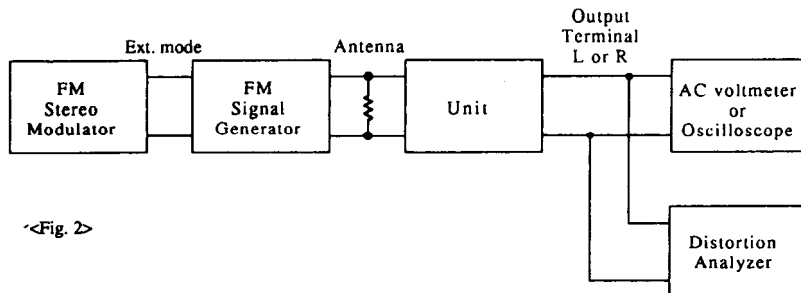 Ext. mode
Antenna
Output
Terminal
L or R
FM
Stereo
Modulator
FM
Signal
Generator
Unit
AC voltmeter
or
Oscilloscope
<Fig. 2>
Distortion
Analyzer